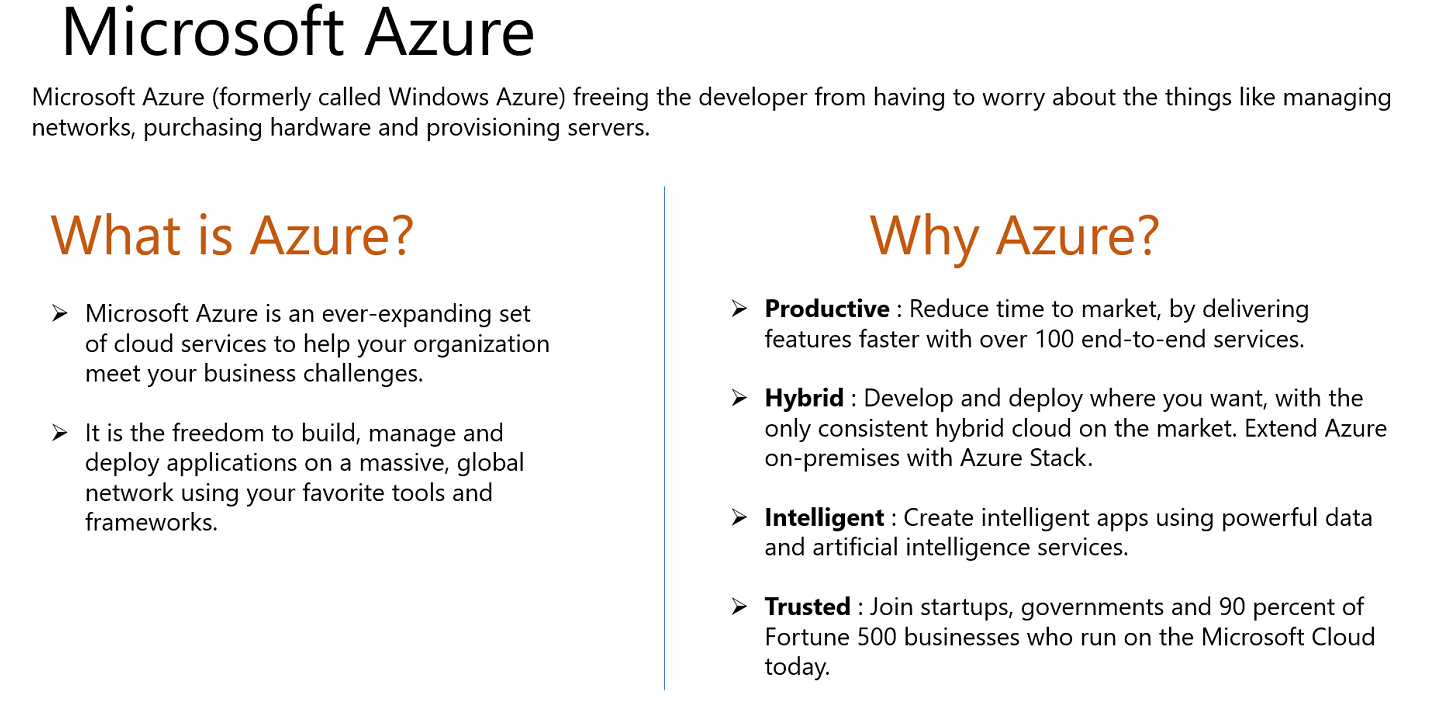 Microsoft Azure
Microsoft Azure (formerly called Windows Azure) freeing the developer from having to worry about the things like managing
networks, purchasing hardware and provisioning servers.
What is Azure?
➢ Microsoft Azure is an ever-expanding set
of cloud services to help your organization
meet your business challenges.
➢ It is the freedom to build, manage and
deploy applications on a massive, global
network using your favorite tools and
frameworks.
Why Azure?
➢ Productive : Reduce time to market, by delivering
features faster with over 100 end-to-end services.
➢ Hybrid : Develop and deploy where you want, with the
only consistent hybrid cloud on the market. Extend Azure
on-premises with Azure Stack.
➢ Intelligent : Create intelligent apps using powerful data
and artificial intelligence services.
➢ Trusted : Join startups, governments and 90 percent of
Fortune 500 businesses who run on the Microsoft Cloud
today.